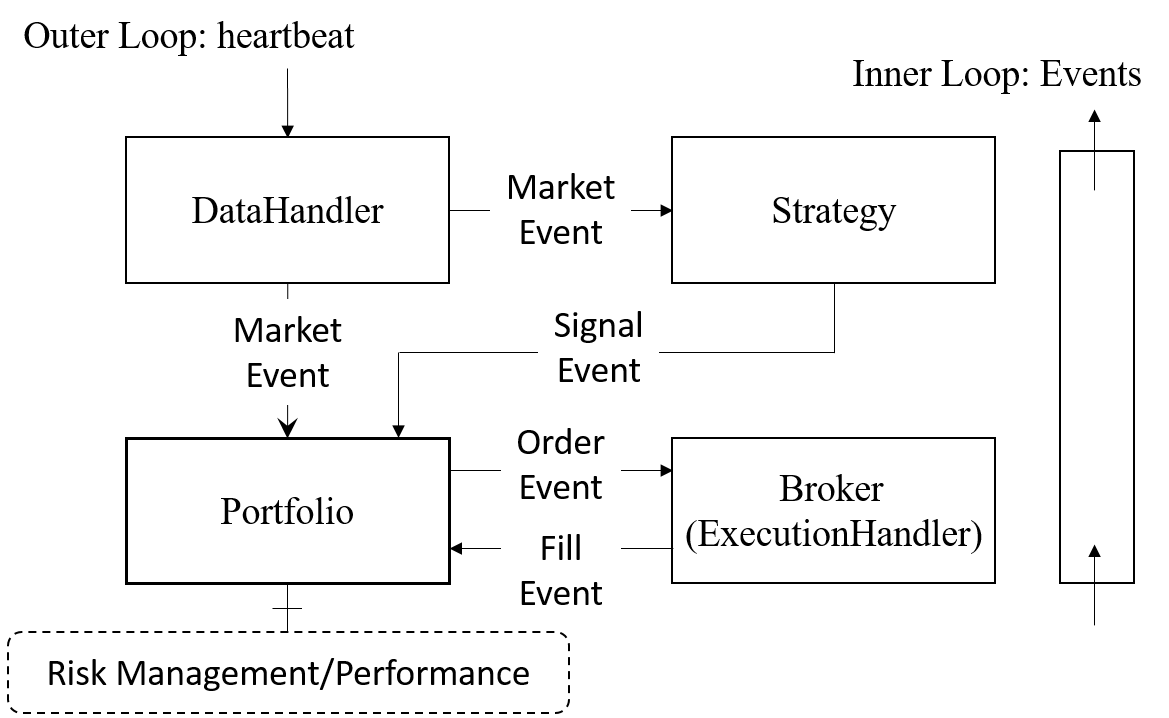 Outer Loop: heartbeat
Inner Loop: Events
DataHandler
Market
Event
Strategy
Market
Event
Signal
Event
Portfolio
Order
Event
Fill
Event
Broker
(ExecutionHandler)
Risk Management/Performance